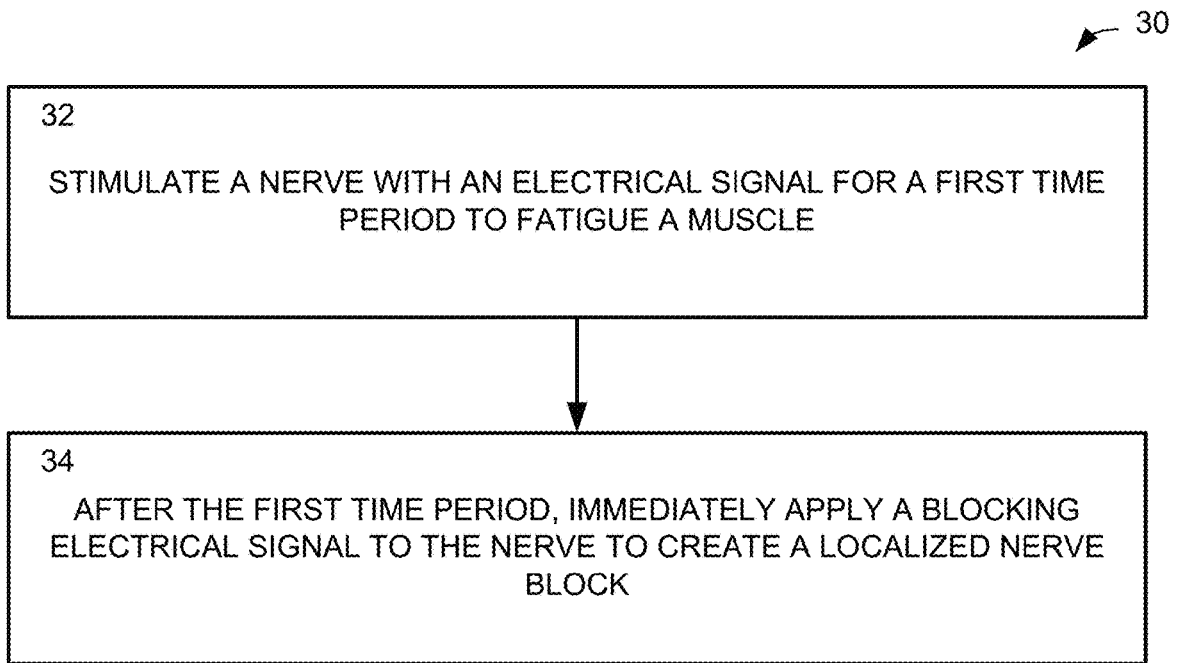 30
32
STIMULATE A NERVE WITH AN ELECTRICAL SIGNAL FOR A FIRST TIME
PERIOD TO FATIGUE A MUSCLE
34
AFTER THE FIRST TIME PERIOD, IMMEDIATELY APPLY A BLOCKING
ELECTRICAL SIGNAL TO THE NERVE TO CREATE A LOCALIZED NERVE
BLOCK